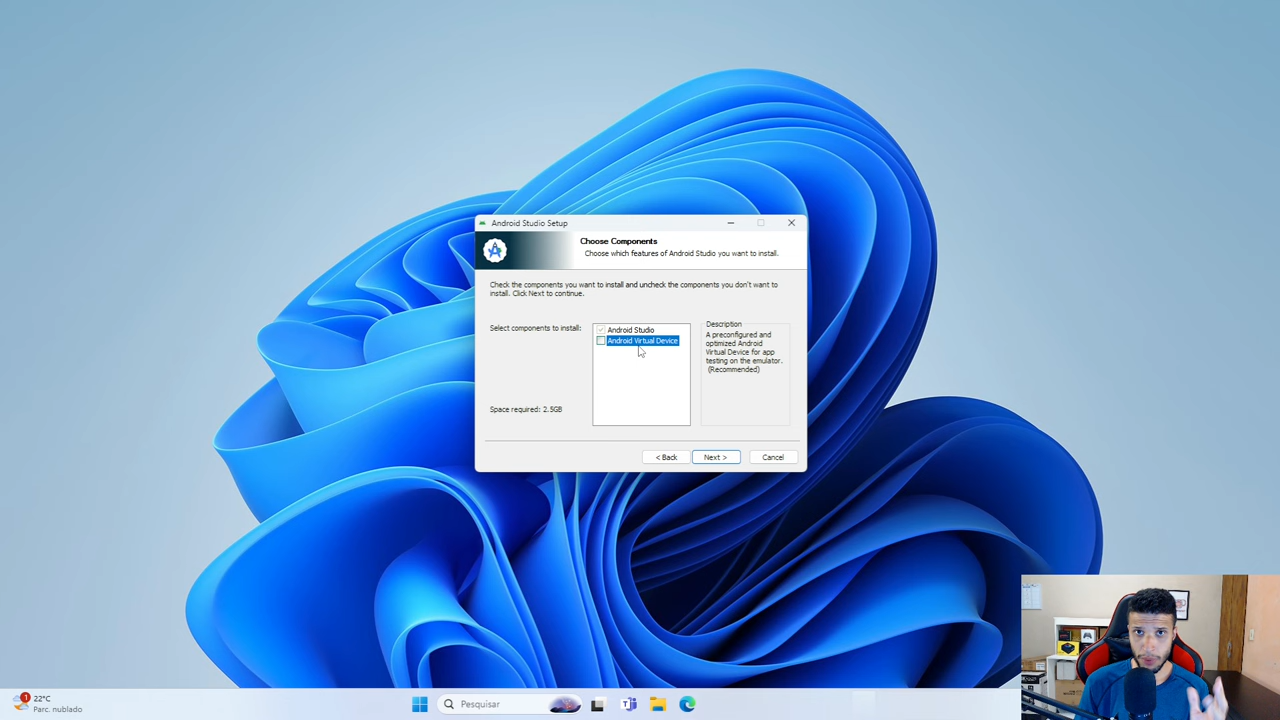 Android Studio Setup
Choose Components
Choose which features of Android Studio you want to install.
Check the components you want to install and uncheck the components you don't want to
install. Click Next to continue.
Select components to install:
Android Studio
Android Virtual Device
Description
A preconfigured and
optimized Android
Virtual Device for app
testing on the emulator.
(Recommended)
Space required: 2.5GB
< Back
Next >
Cancel
1
22°C
Parc. nublado
Pesquisar